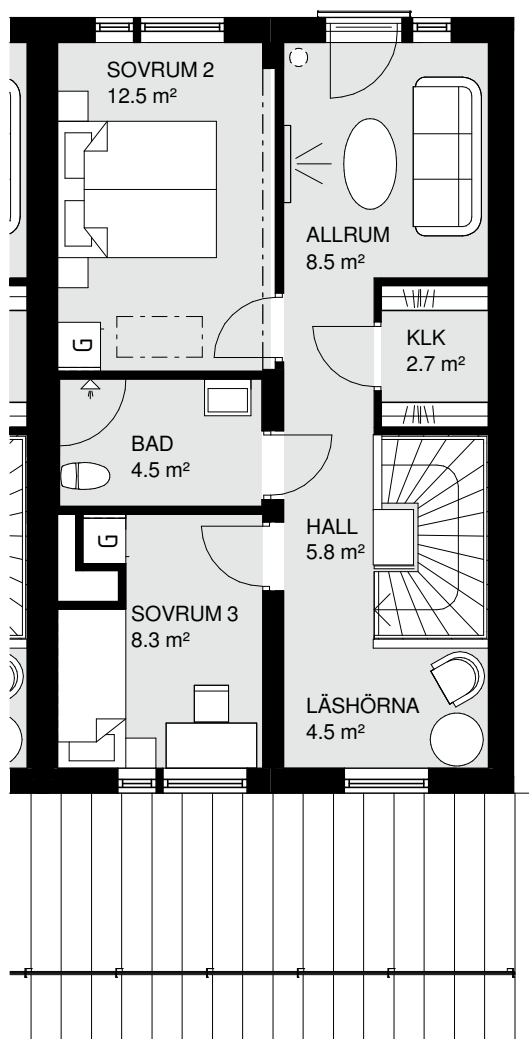 SOVRUM 2
12.5 m²
ALLRUM
8.5 m²
G
KLK
2.7 m²
BAD
4.5 m²
G
HALL
5.8 m²
SOVRUM 3
8.3 m²
LÄSHÖRNA
4.5 m²